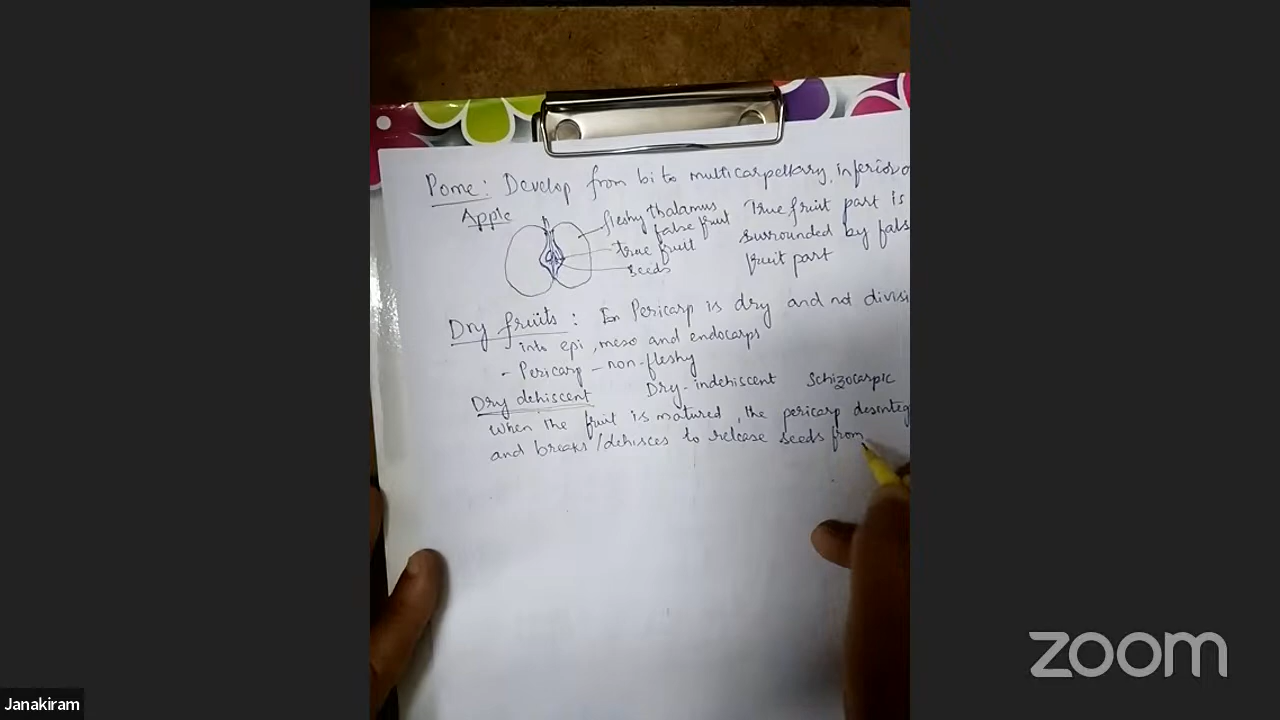 Pome: Develop from bi to multicarpellary, inferior o
Apple
fleshy thalamus
false fruit
true fruit
seeds
True fruit part is
surrounded by fals
fruit part
Dry fruits : En Pericarp is dry and not divisi
into epi, meso and endocarps
- Pericarp - non-fleshy
Dry dehiscent Dry-indehiscent Schizocarpic
When the fruit is matured, the pericarp desinteg
and breaks/dehisces to release seeds from
Janakiram
zoom